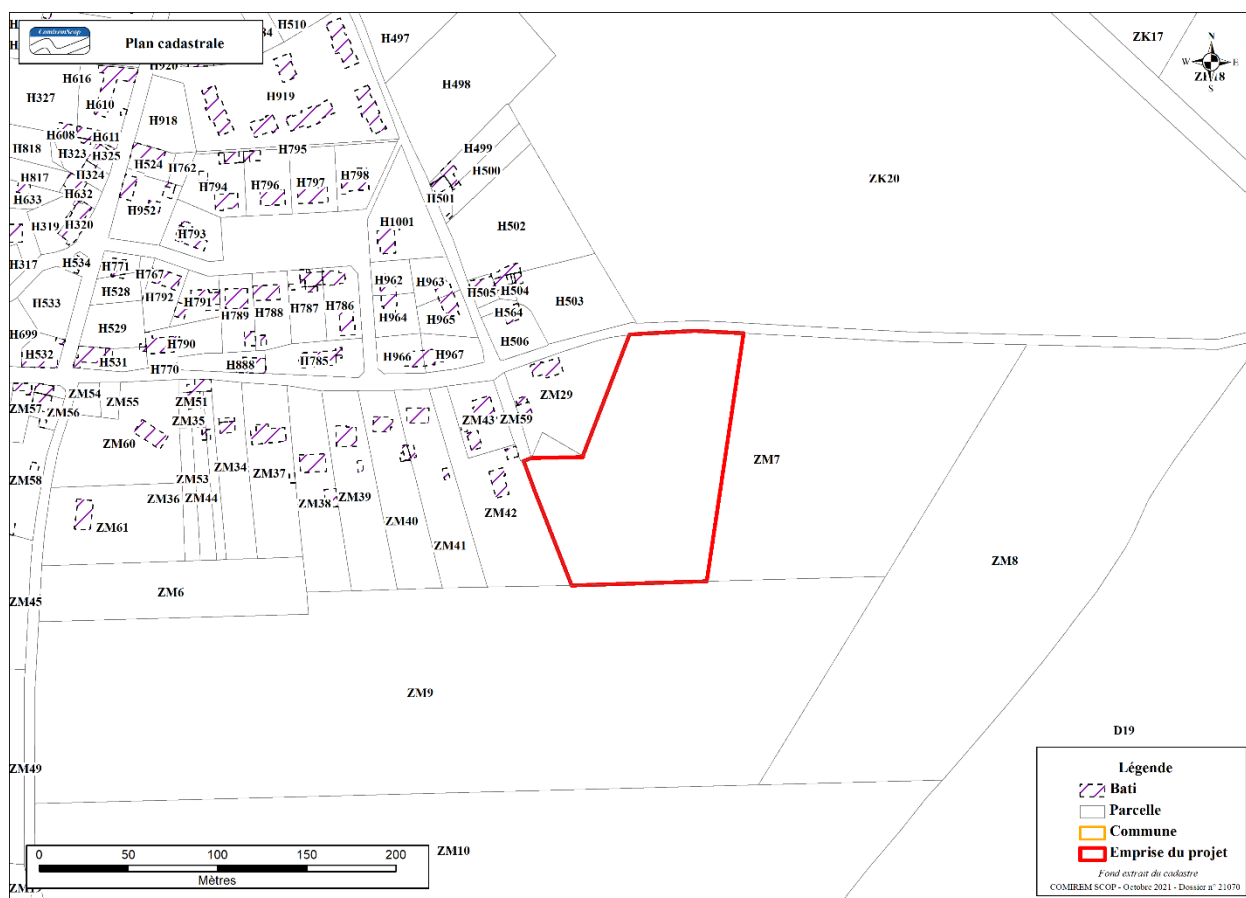 ComiremScop
Plan cadastrale
84
H510
H497
ZK17
H920
H616
H498
N
W E
S
H327
H610
H919
H918
H499
H608
H611
H818
H323
H325
H795
H500
ZK20
H524
H762
H817
H324
H794
H796
H797
H798
H633
H632
H501
H952
H319
H320
H1001
H502
H793
H317
H534
H771
H767
H962
H963
H528
H792
H505
H504
H533
H791
H789
H788
H787
H786
H503
H564
H964
H965
H699
H529
H532
H531
H790
H506
H770
H888
H785
H966
H967
ZM54
ZM55
ZM51
ZM29
ZM57
ZM56
ZM35
ZM43
ZM59
ZM60
ZM34
ZM7
ZM37
ZM58
ZM53
ZM36
ZM44
ZM38
ZM39
ZM42
ZM40
ZM61
ZM41
ZM8
ZM6
ZM45
ZM9
D19
ZM49
Légende
Bati
Parcelle
Commune
Emprise du projet
Fond extrait du cadastre
COMIREM SCOP - Octobre 2021 - Dossier n° 21070
ZM10
0 50 100 150 200
Mètres